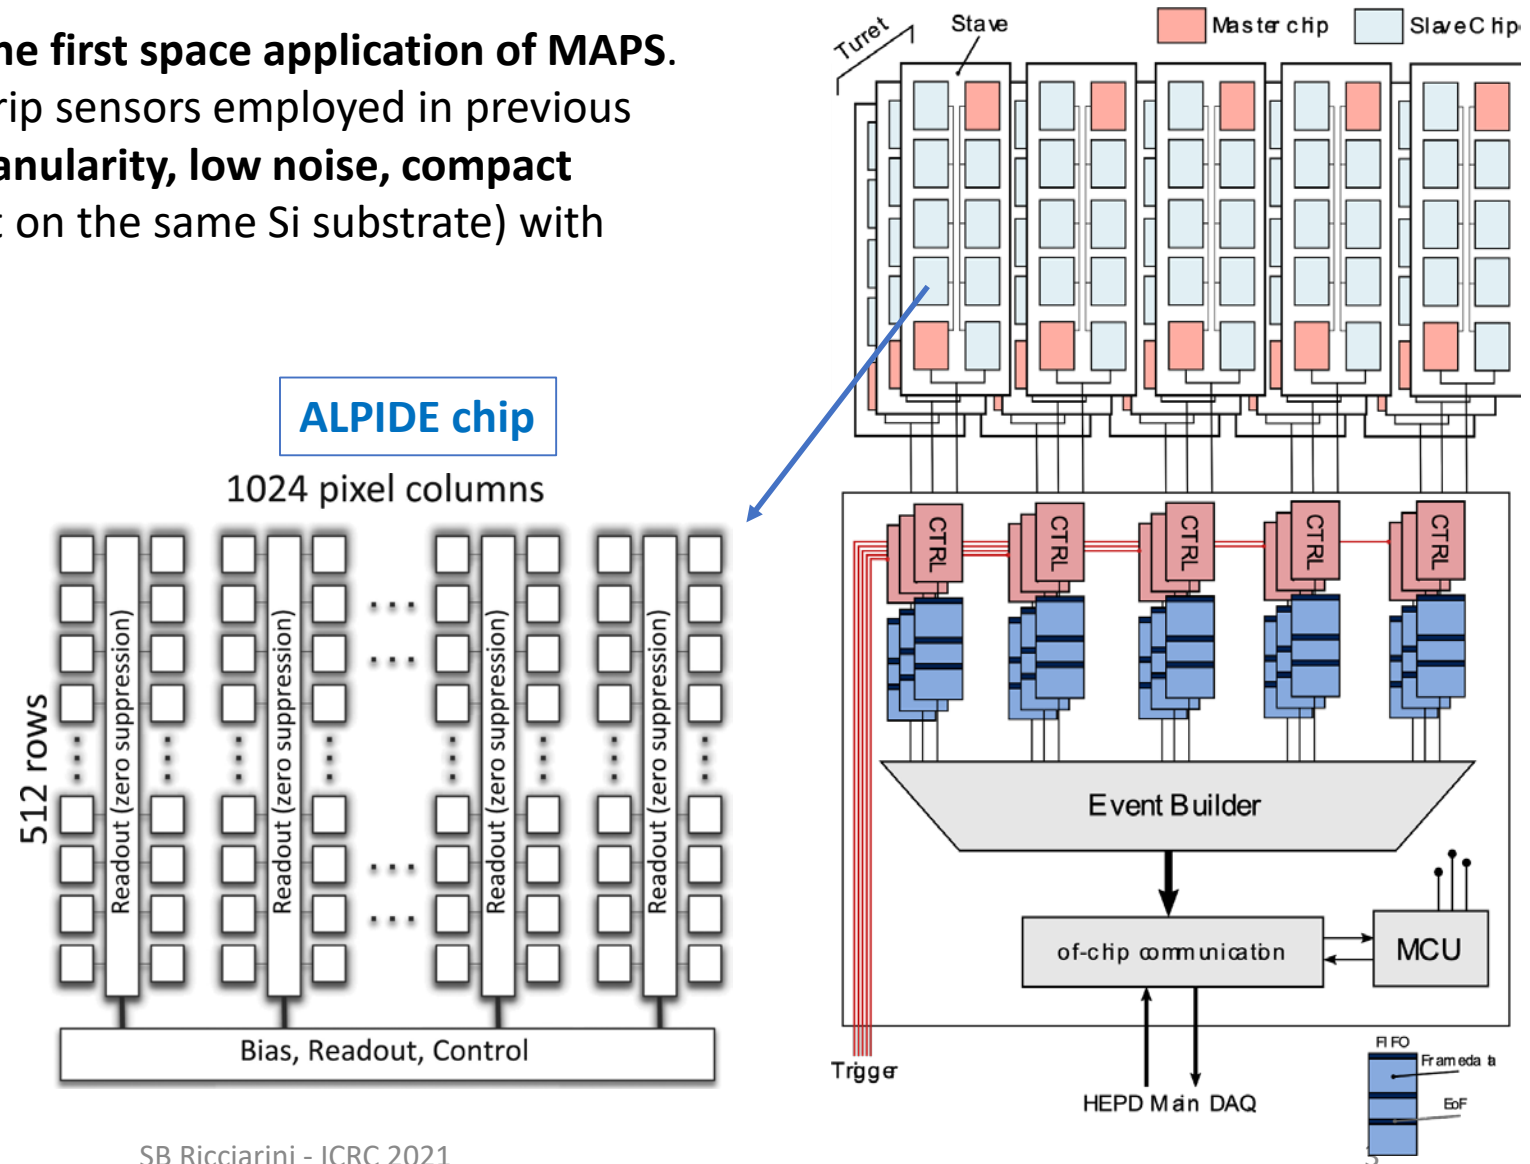 he first space application of MAPS.
rip sensors employed in previous
anularity, low noise, compact
t on the same Si substrate) with
ALPIDE chip
1024 pixel columns
512 rows
Readout (zero suppression)
Readout (zero suppression)
Readout (zero suppression)
Readout (zero suppression)
Bias, Readout, Control
SB Ricciarini - ICRC 2021
Turret
Stave
Master chip
Slave Chip
CTRL
CTRL
CTRL
CTRL
CTRL
Event Builder
of-chip communication
MCU
Trigger
HEPD Main DAQ
FIFO
Frame data
EoF